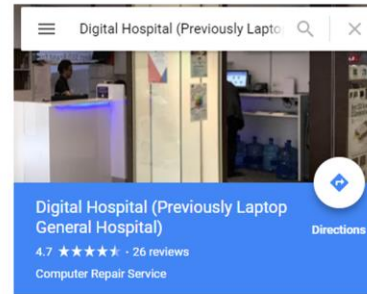 Digital Hospital (Previously Lapto
Digital Hospital (Previously Laptop
General Hospital)
Directions
4.7 ★★★★★ · 26 reviews
Computer Repair Service